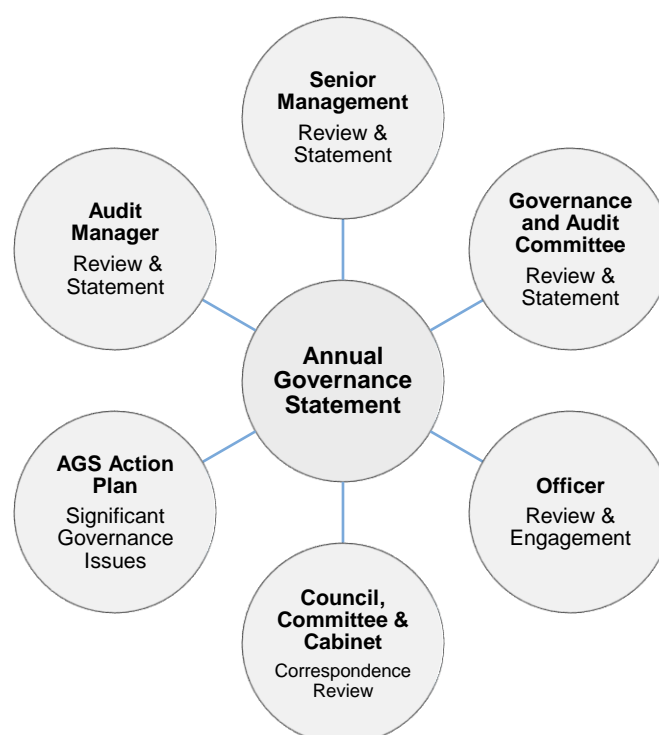 Senior
Management
Review &
Statement
Governance
and Audit
Committee
Review &
Statement
Officer
Review &
Engagement
Council,
Committee &
Cabinet
Correspondence
Review
AGS Action
Plan
Significant
Governance
Issues
Audit
Manager
Review &
Statement
Annual
Governance
Statement